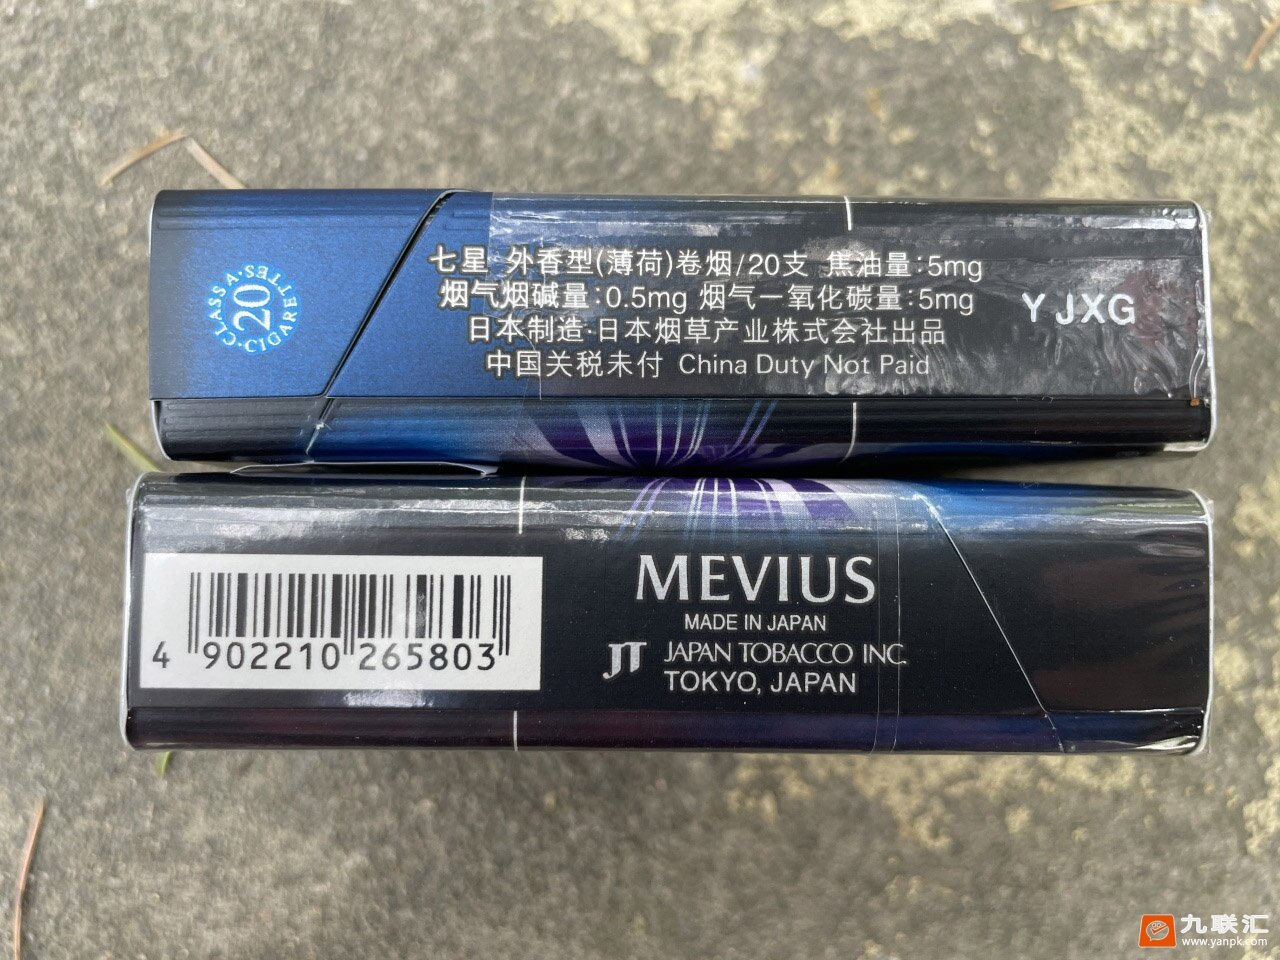 CLASS A · CIGARETTES ·
20
七星 外香型(薄荷)卷烟/20支 焦油量:5mg
烟气烟碱量:0.5mg 烟气一氧化碳量:5mg
日本制造·日本烟草产业株式会社出品
中国关税未付 China Duty Not Paid
Y JXG
4 902210 265803
MEVIUS
MADE IN JAPAN
JT JAPAN TOBACCO INC.
TOKYO, JAPAN
九联汇
www.yanpk.com